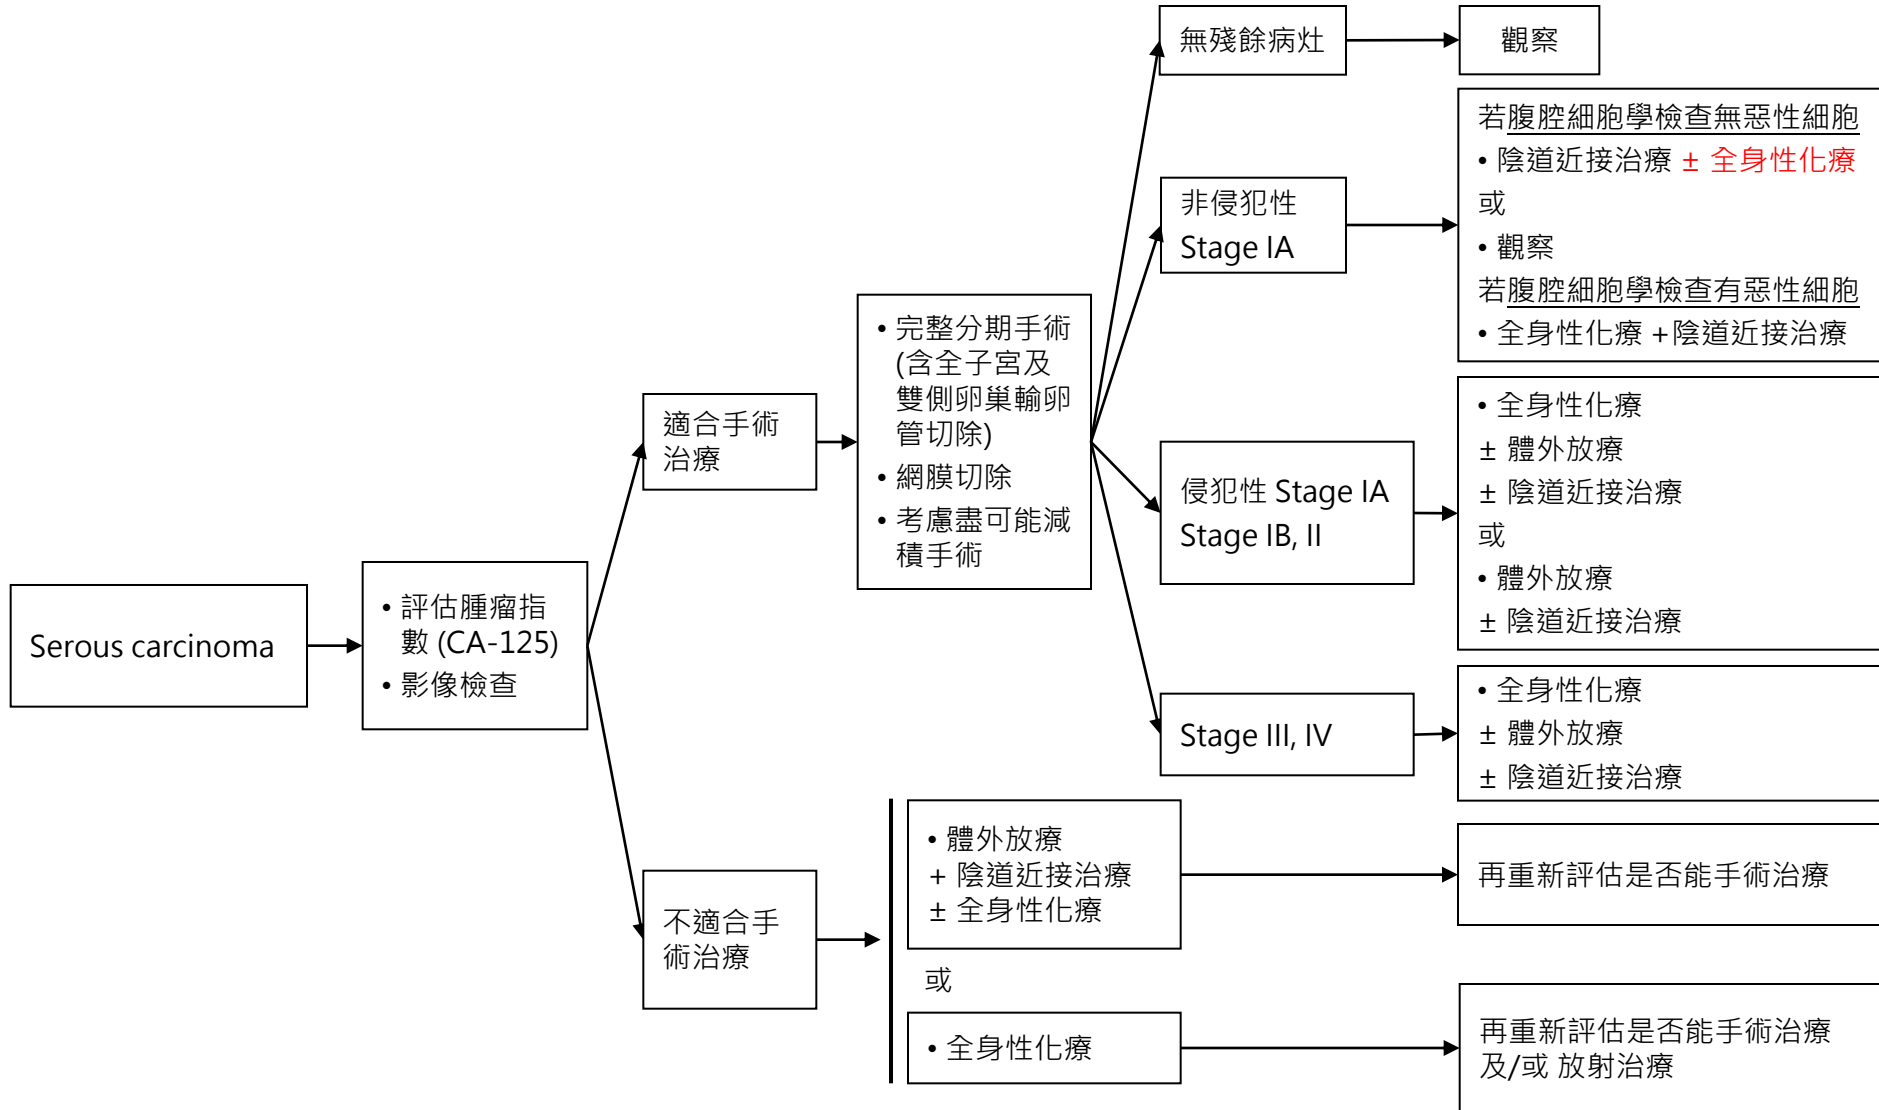 Serous carcinoma
• 評估腫瘤指
數 (CA-125)
• 影像檢查
適合手術
治療
• 完整分期手術
(含全子宮及
雙側卵巢輸卵
管切除)
• 網膜切除
• 考慮盡可能減
積手術
無殘餘病灶
觀察
非侵犯性
Stage IA
若腹腔細胞學檢查無惡性細胞
• 陰道近接治療 ± 全身性化療
或
• 觀察
若腹腔細胞學檢查有惡性細胞
• 全身性化療 +陰道近接治療
侵犯性 Stage IA
Stage IB, II
• 全身性化療
± 體外放療
± 陰道近接治療
或
• 體外放療
± 陰道近接治療
Stage III, IV
• 全身性化療
± 體外放療
± 陰道近接治療
不適合手
術治療
• 體外放療
+ 陰道近接治療
± 全身性化療
再重新評估是否能手術治療
或
• 全身性化療
再重新評估是否能手術治療
及/或 放射治療